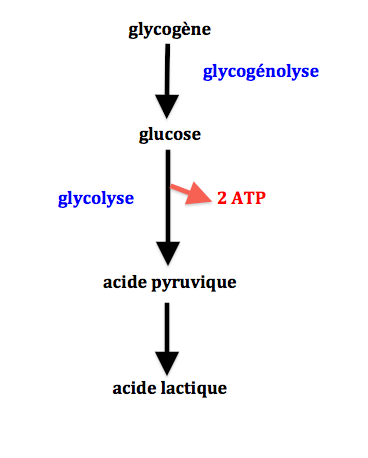 glycogène
glycogénolyse
glucose
glycolyse
2 ATP
acide pyruvique
acide lactique